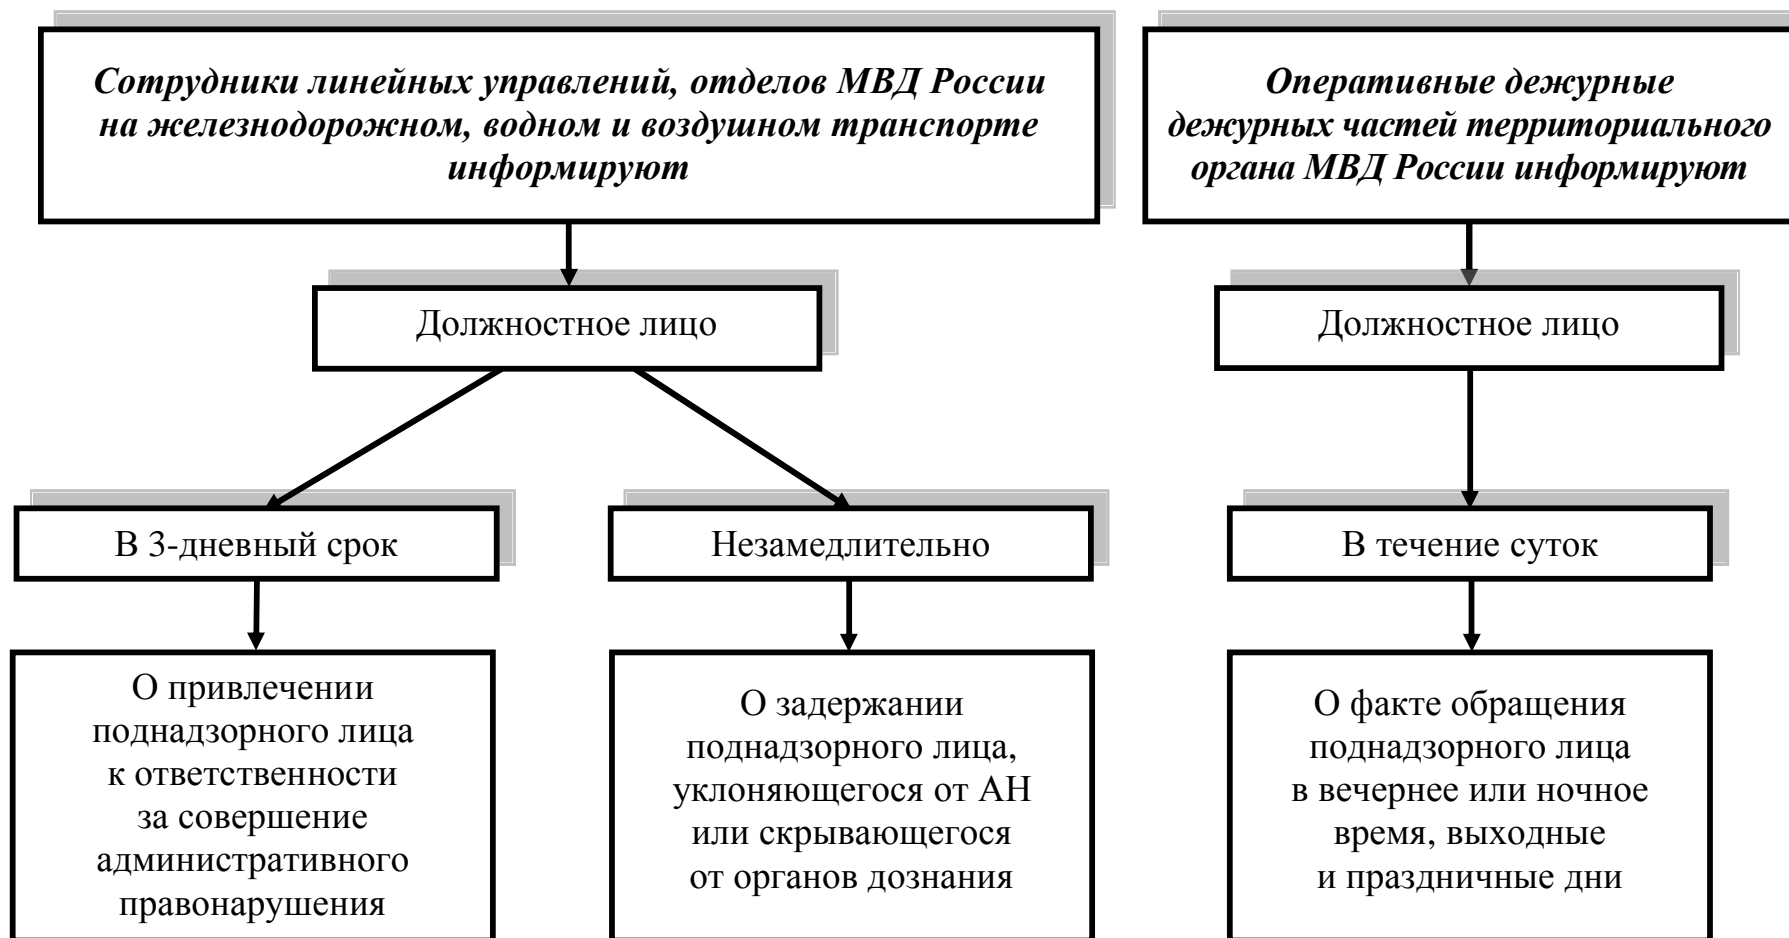 Сотрудники линейных управлений, отделов МВД России
на железнодорожном, водном и воздушном транспорте
информируют
Оперативные дежурные
дежурных частей территориального
органа МВД России информируют
Должностное лицо
Должностное лицо
В 3-дневный срок
Незамедлительно
В течение суток
О привлечении
поднадзорного лица
к ответственности
за совершение
административного
правонарушения
О задержании
поднадзорного лица,
уклоняющегося от АН
или скрывающегося
от органов дознания
О факте обращения
поднадзорного лица
в вечернее или ночное
время, выходные
и праздничные дни